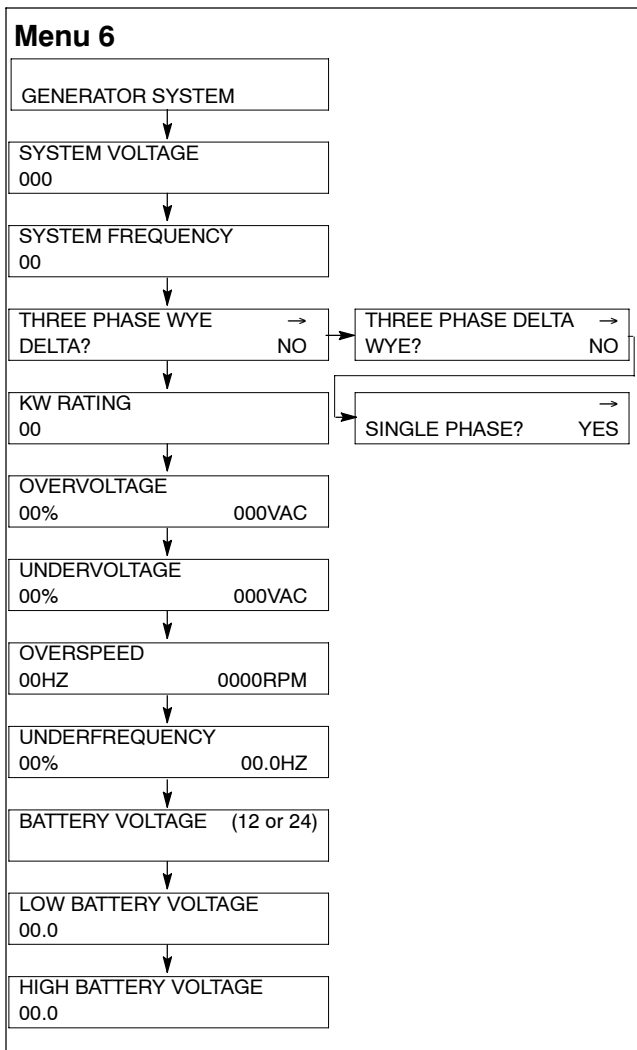 Menu 6
GENERATOR SYSTEM
SYSTEM VOLTAGE
000
SYSTEM FREQUENCY
00
THREE PHASE WYE →
DELTA? NO
THREE PHASE DELTA →
WYE? NO
→
SINGLE PHASE? YES
KW RATING
00
OVERVOLTAGE
00% 000VAC
UNDERVOLTAGE
00% 000VAC
OVERSPEED
00HZ 0000RPM
UNDERFREQUENCY
00% 00.0HZ
BATTERY VOLTAGE (12 or 24)
LOW BATTERY VOLTAGE
00.0
HIGH BATTERY VOLTAGE
00.0